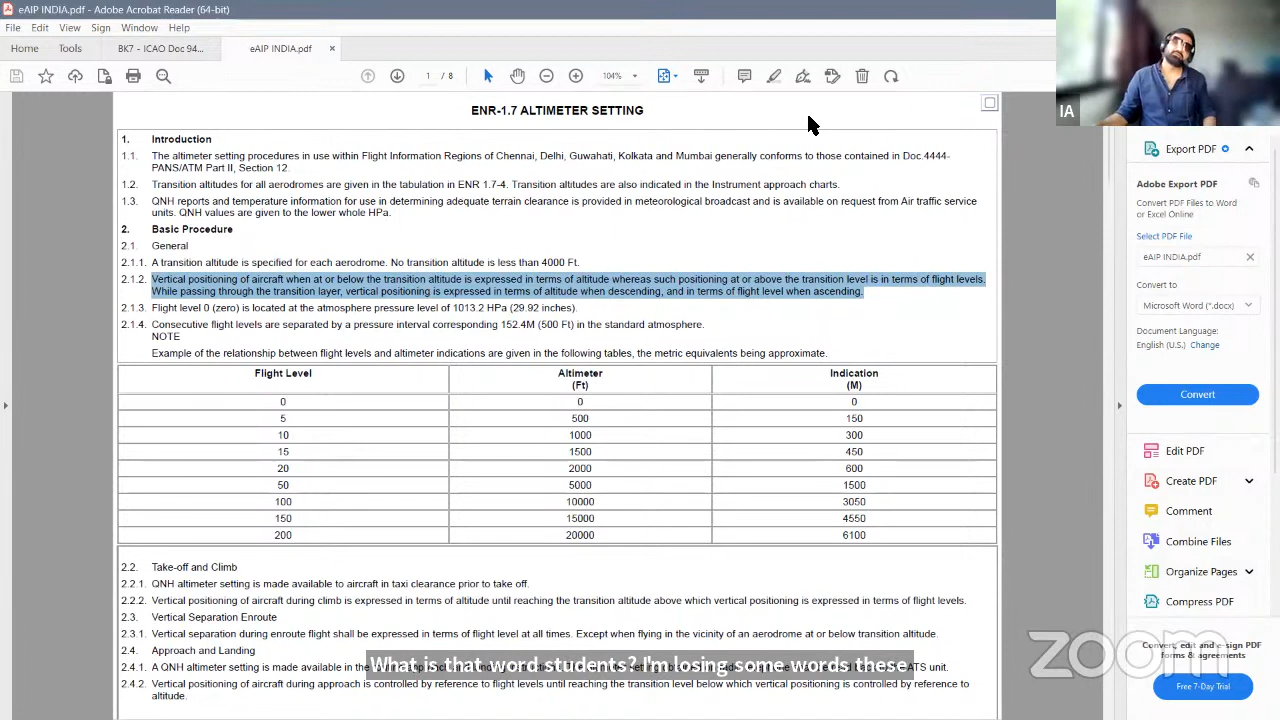 eAIP INDIA.pdf - Adobe Acrobat Reader (64-bit)
File Edit View Sign Window Help
Home Tools BK7 - ICAO Doc 94... eAIP INDIA.pdf ×
1 / 8 104%
IA
ENR-1.7 ALTIMETER SETTING
1. Introduction
1.1. The altimeter setting procedures in use within Flight Information Regions of Chennai, Delhi, Guwahati, Kolkata and Mumbai generally conforms to those contained in Doc.4444-
PANS/ATM Part II, Section 12.
1.2. Transition altitudes for all aerodromes are given in the tabulation in ENR 1.7-4. Transition altitudes are also indicated in the Instrument approach charts.
1.3. QNH reports and temperature information for use in determining adequate terrain clearance is provided in meteorological broadcast and is available on request from Air traffic service
units. QNH values are given to the lower whole HPa.
2. Basic Procedure
2.1. General
2.1.1. A transition altitude is specified for each aerodrome. No transition altitude is less than 4000 Ft.
2.1.2. Vertical positioning of aircraft when at or below the transition altitude is expressed in terms of altitude whereas such positioning at or above the transition level is in terms of flight levels.
While passing through the transition layer, vertical positioning is expressed in terms of altitude when descending, and in terms of flight level when ascending.
2.1.3. Flight level 0 (zero) is located at the atmosphere pressure level of 1013.2 HPa (29.92 inches).
2.1.4. Consecutive flight levels are separated by a pressure interval corresponding 152.4M (500 Ft) in the standard atmosphere.
NOTE
Example of the relationship between flight levels and altimeter indications are given in the following tables, the metric equivalents being approximate.
Flight Level Altimeter Indication
(Ft) (M)
0 0 0
5 500 150
10 1000 300
15 1500 450
20 2000 600
50 5000 1500
100 10000 3050
150 15000 4550
200 20000 6100
2.2. Take-off and Climb
2.2.1. QNH altimeter setting is made available to aircraft in taxi clearance prior to take off.
2.2.2. Vertical positioning of aircraft during climb is expressed in terms of altitude until reaching the transition altitude above which vertical positioning is expressed in terms of flight levels.
2.3. Vertical Separation Enroute
2.3.1. Vertical separation during enroute flight shall be expressed in terms of flight level at all times. Except when flying in the vicinity of an aerodrome at or below transition altitude.
2.4. Approach and Landing
2.4.1. A QNH altimeter setting is made available in the ATS unit.
What is that word students? I'm losing some words these
2.4.2. Vertical positioning of aircraft during approach is controlled by reference to flight levels until reaching the transition level below which vertical positioning is controlled by reference to
altitude.
Export PDF
Adobe Export PDF
Convert PDF Files to Word
or Excel Online
Select PDF File
eAIP INDIA.pdf ×
Convert to
Microsoft Word (*.docx)
Document Language:
English (U.S.) Change
Convert
Edit PDF
Create PDF
Comment
Combine Files
Organize Pages
Compress PDF
zoom
Convert, edit and e-sign PDF
forms & agreements
Free 7-Day Trial